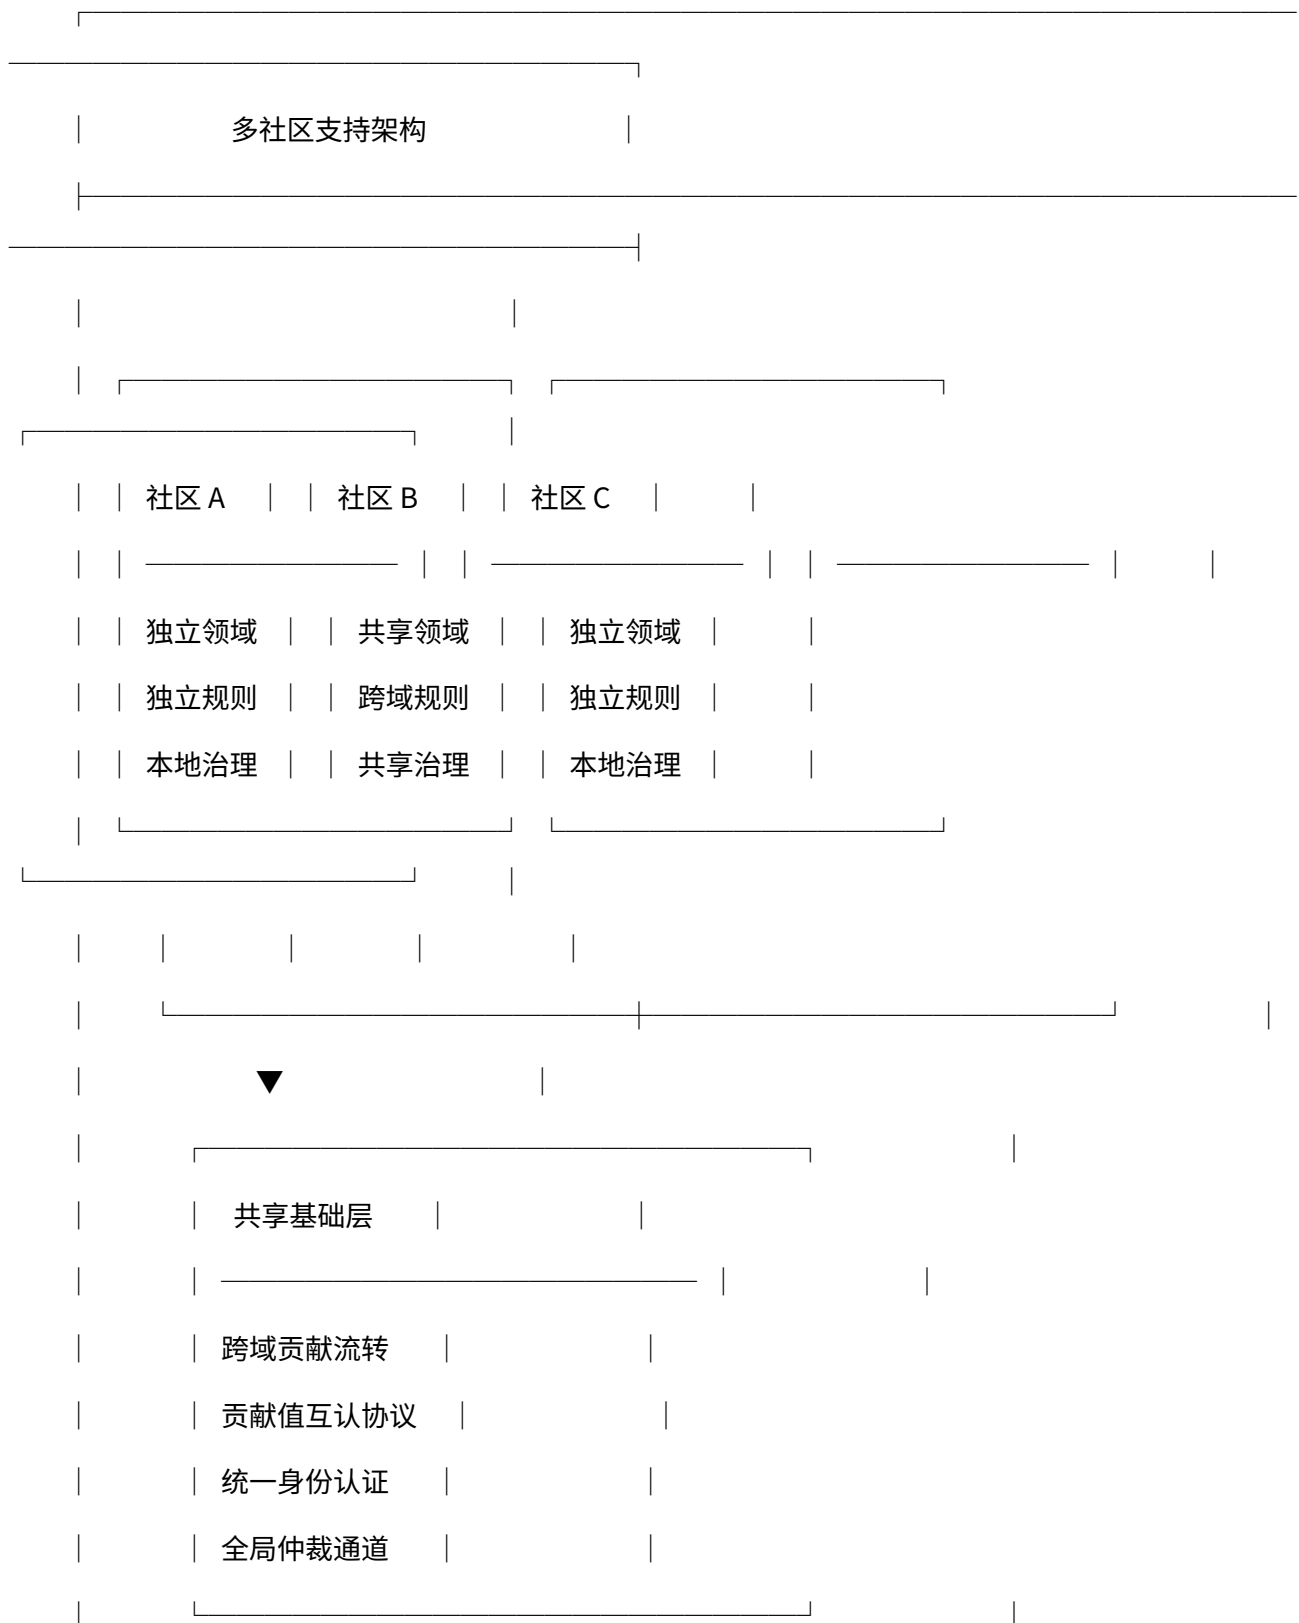 多社区支持架构
社区 A 社区 B 社区 C
独立领域 共享领域 独立领域
独立规则 跨域规则 独立规则
本地治理 共享治理 本地治理
▼
共享基础层
跨域贡献流转
贡献值互认协议
统一身份认证
全局仲裁通道